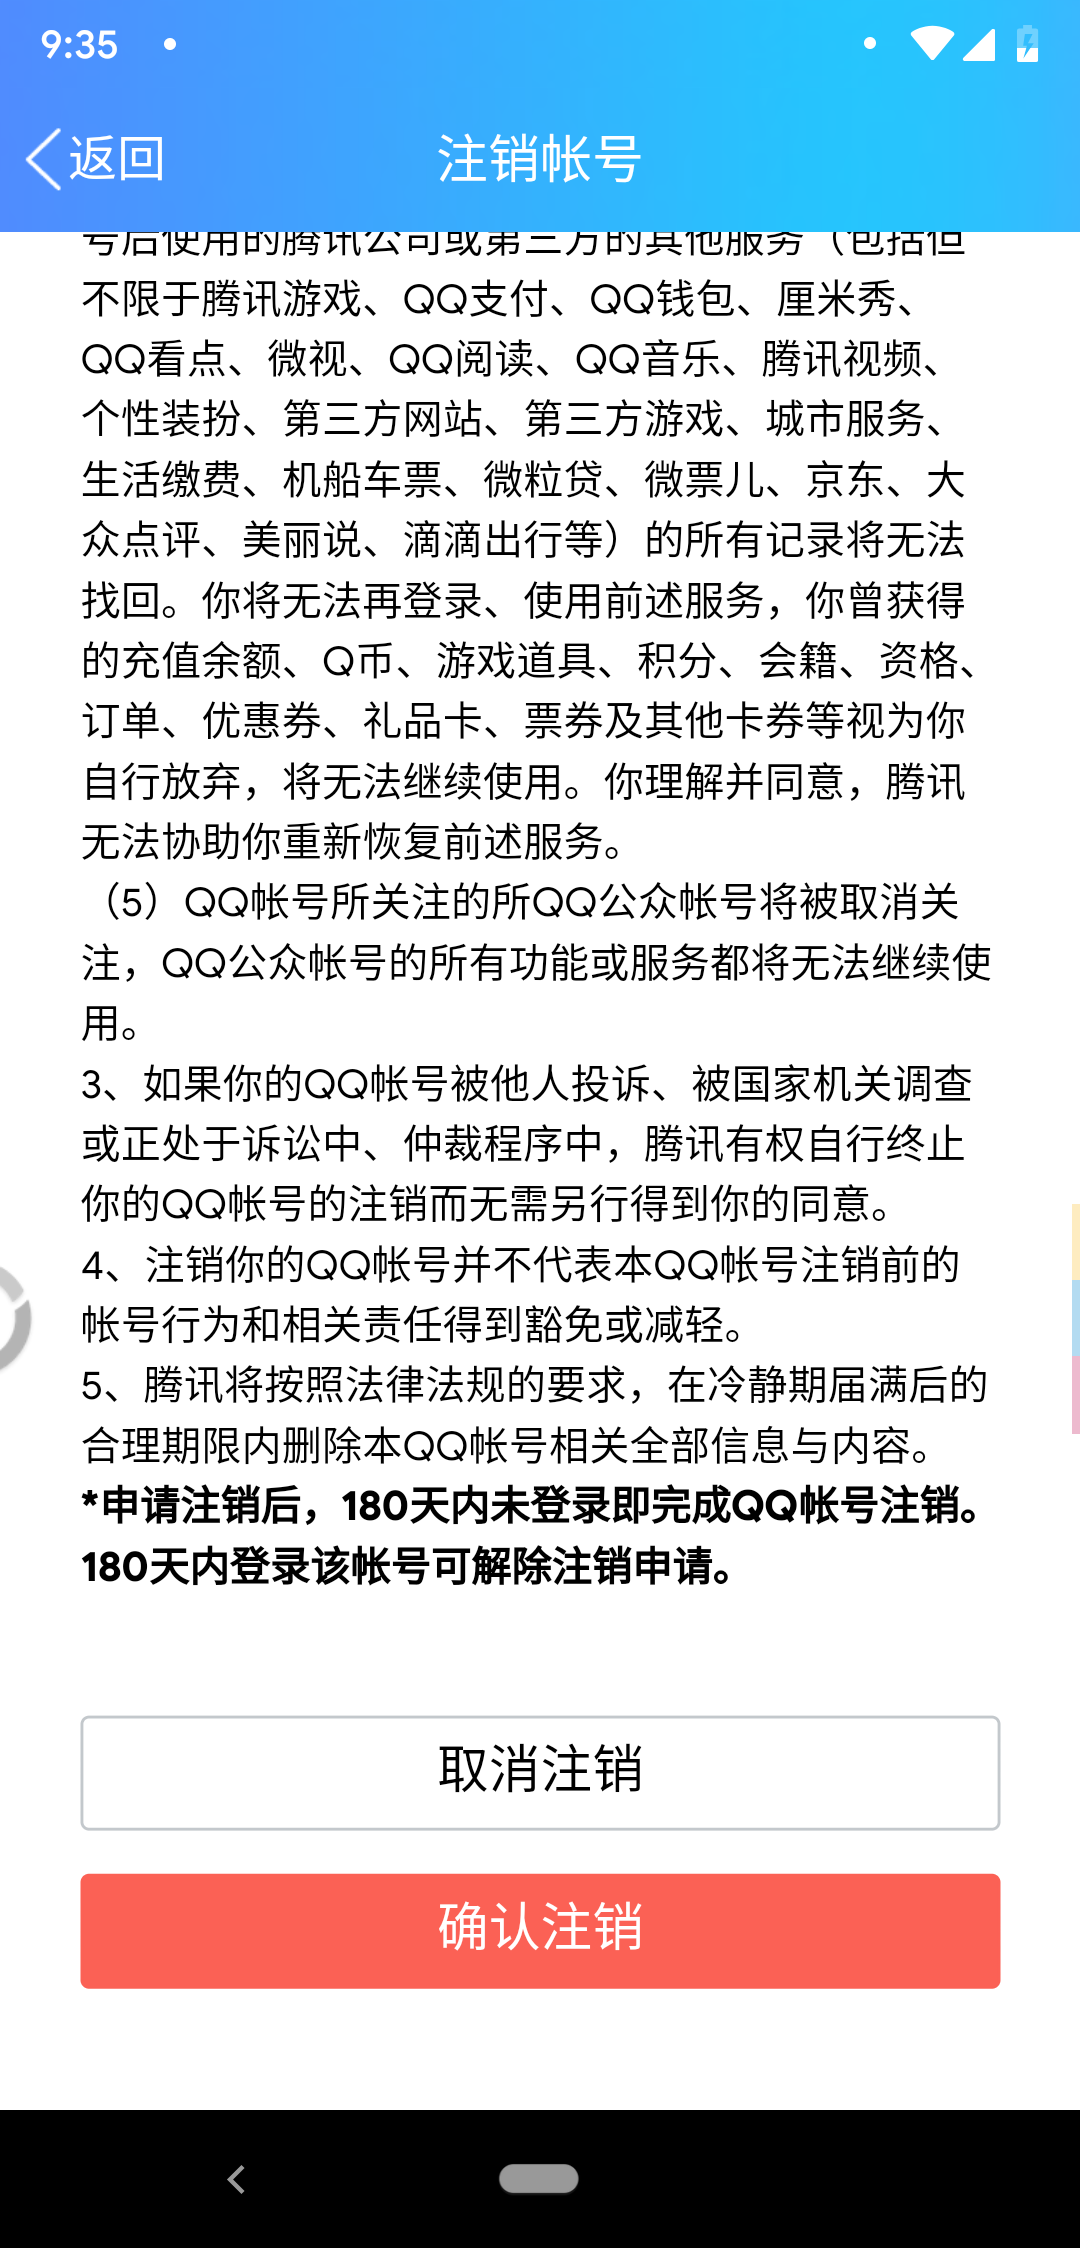 9:35
返回
注销帐号
号后使用的腾讯公司或第三方的其他服务（包括但
不限于腾讯游戏、QQ支付、QQ钱包、厘米秀、
QQ看点、微视、QQ阅读、QQ音乐、腾讯视频、
个性装扮、第三方网站、第三方游戏、城市服务、
生活缴费、机船车票、微粒贷、微票儿、京东、大
众点评、美丽说、滴滴出行等）的所有记录将无法
找回。你将无法再登录、使用前述服务，你曾获得
的充值余额、Q币、游戏道具、积分、会籍、资格、
订单、优惠券、礼品卡、票券及其他卡券等视为你
自行放弃，将无法继续使用。你理解并同意，腾讯
无法协助你重新恢复前述服务。
（5）QQ帐号所关注的所QQ公众帐号将被取消关
注，QQ公众帐号的所有功能或服务都将无法继续使
用。
3、如果你的QQ帐号被他人投诉、被国家机关调查
或正处于诉讼中、仲裁程序中，腾讯有权自行终止
你的QQ帐号的注销而无需另行得到你的同意。
4、注销你的QQ帐号并不代表本QQ帐号注销前的
帐号行为和相关责任得到豁免或减轻。
5、腾讯将按照法律法规的要求，在冷静期届满后的
合理期限内删除本QQ帐号相关全部信息与内容。
*申请注销后，180天内未登录即完成QQ帐号注销。
180天内登录该帐号可解除注销申请。
取消注销
确认注销